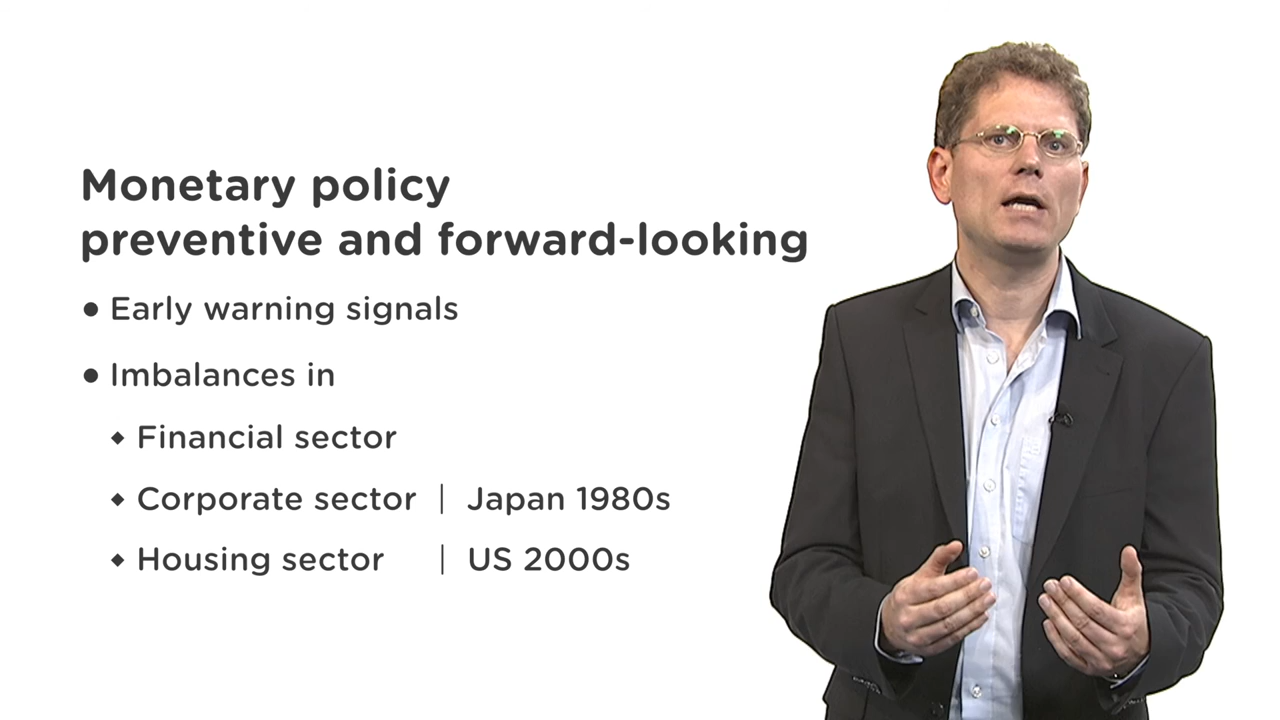 Monetary policy
preventive and forward-looking
• Early warning signals
• Imbalances in
◆ Financial sector
◆ Corporate sector | Japan 1980s
◆ Housing sector | US 2000s